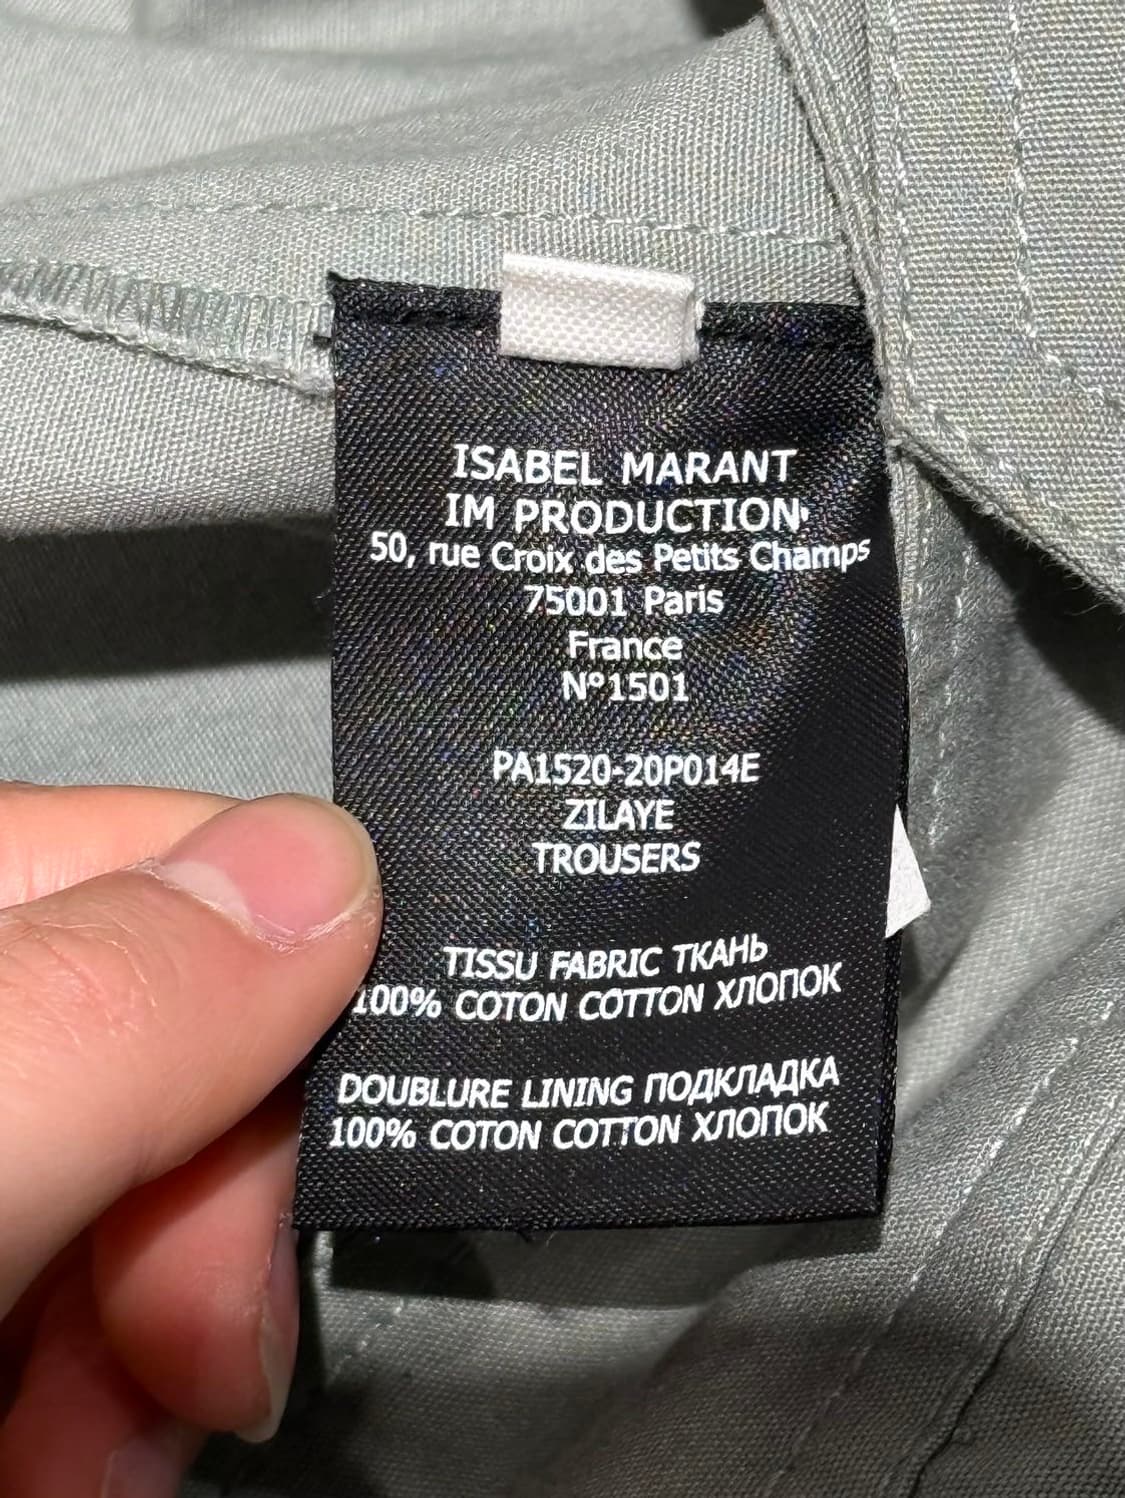 ISABEL MARANT
IM PRODUCTION
50, rue Croix des Petits Champs
75001 Paris
France
N°1501
PA1520-20P014E
ZILAYE
TROUSERS
TISSU FABRIC ТКАНЬ
100% COTON COTTON ХЛОПОК
DOUBLURE LINING ПОДКЛАДКА
100% COTON COTTON ХЛОПОК